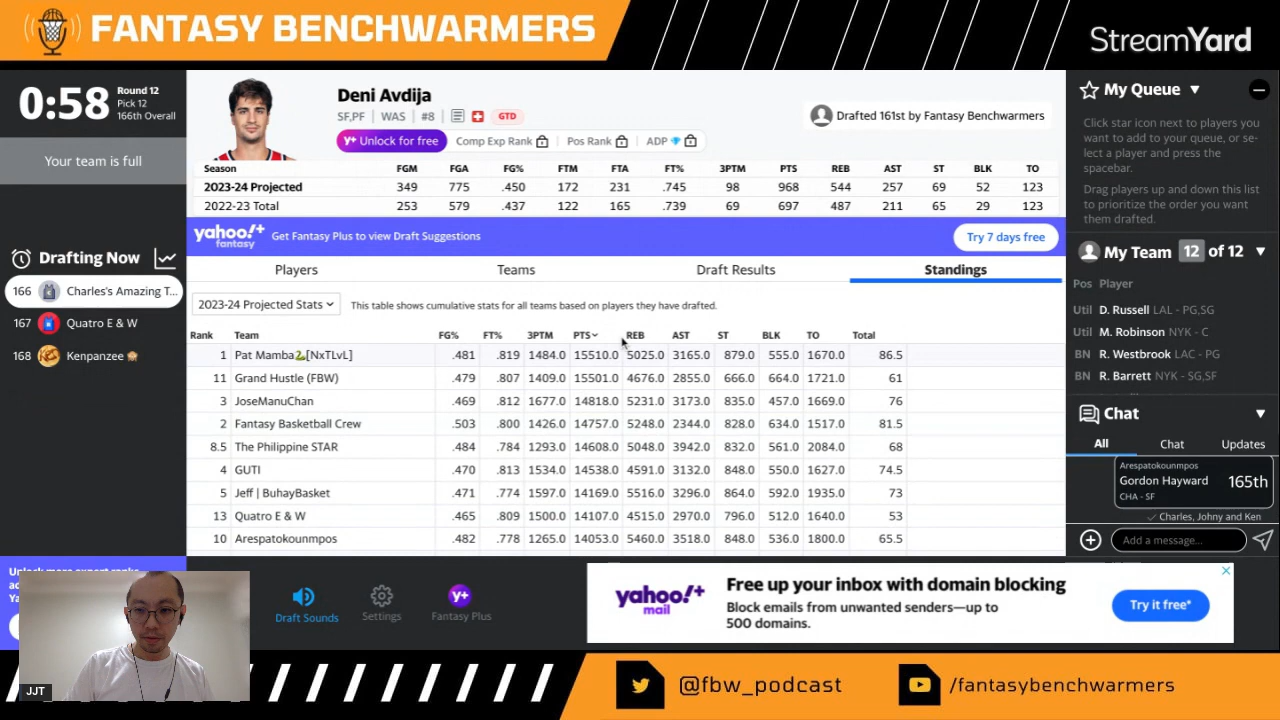 FANTASY BENCHWARMERS
StreamYard
0:58
Round 12
Pick 12
166th Overall
Your team is full
Drafting Now
166 Charles's Amazing T...
167 Quatro E & W
168 Kenpanzee 🙈
Deni Avdija
SF,PF WAS #8 GTD
Y+ Unlock for free Comp Exp Rank Pos Rank ADP
Drafted 161st by Fantasy Benchwarmers
Season FGM FGA FG% FTM FTA FT% 3PTM PTS REB AST ST BLK TO
2023-24 Projected 349 775 .450 172 231 .745 98 968 544 257 69 52 123
2022-23 Total 253 579 .437 122 165 .739 69 697 487 211 65 29 123
yahoo!+ fantasy Get Fantasy Plus to view Draft Suggestions Try 7 days free
Players Teams Draft Results Standings
2023-24 Projected Stats This table shows cumulative stats for all teams based on players they have drafted.
Rank Team FG% FT% 3PTM PTS REB AST ST BLK TO Total
1 Pat Mamba🐍[NxTLvL] .481 .819 1484.0 15510.0 5025.0 3165.0 879.0 555.0 1670.0 86.5
11 Grand Hustle (FBW) .479 .807 1409.0 15501.0 4676.0 2855.0 666.0 664.0 1721.0 61
3 JoseManuChan .469 .812 1677.0 14818.0 5231.0 3173.0 835.0 457.0 1669.0 76
2 Fantasy Basketball Crew .503 .800 1426.0 14757.0 5248.0 2344.0 828.0 634.0 1517.0 81.5
8.5 The Philippine STAR .484 .784 1293.0 14608.0 5048.0 3942.0 832.0 561.0 2084.0 68
4 GUTI .470 .813 1534.0 14538.0 4591.0 3132.0 848.0 550.0 1627.0 74.5
5 Jeff | BuhayBasket .471 .774 1597.0 14169.0 5516.0 3296.0 864.0 592.0 1935.0 73
13 Quatro E & W .465 .809 1500.0 14107.0 4515.0 2970.0 796.0 512.0 1640.0 53
10 Arespatokounmpos .482 .778 1265.0 14053.0 5460.0 3518.0 848.0 536.0 1800.0 65.5
My Queue
Click star icon next to players you
want to add to your queue, or se-
lect a player and press the
spacebar.
Drag players up and down this list
to prioritize the order you want
them drafted.
My Team 12 of 12
Pos Player
Util D. Russell LAL - PG,SG
Util M. Robinson NYK - C
BN R. Westbrook LAC - PG
BN R. Barrett NYK - SG,SF
Chat
All Chat Updates
Arespatokounmpos
Gordon Hayward 165th
CHA - SF
Charles, Johny and Ken
Add a message...
Draft Sounds
Settings
Y+
Fantasy Plus
yahoo!+
mail
Free up your inbox with domain blocking
Block emails from unwanted senders—up to
500 domains.
Try it free*
JJT
@fbw_podcast
/fantasybenchwarmers